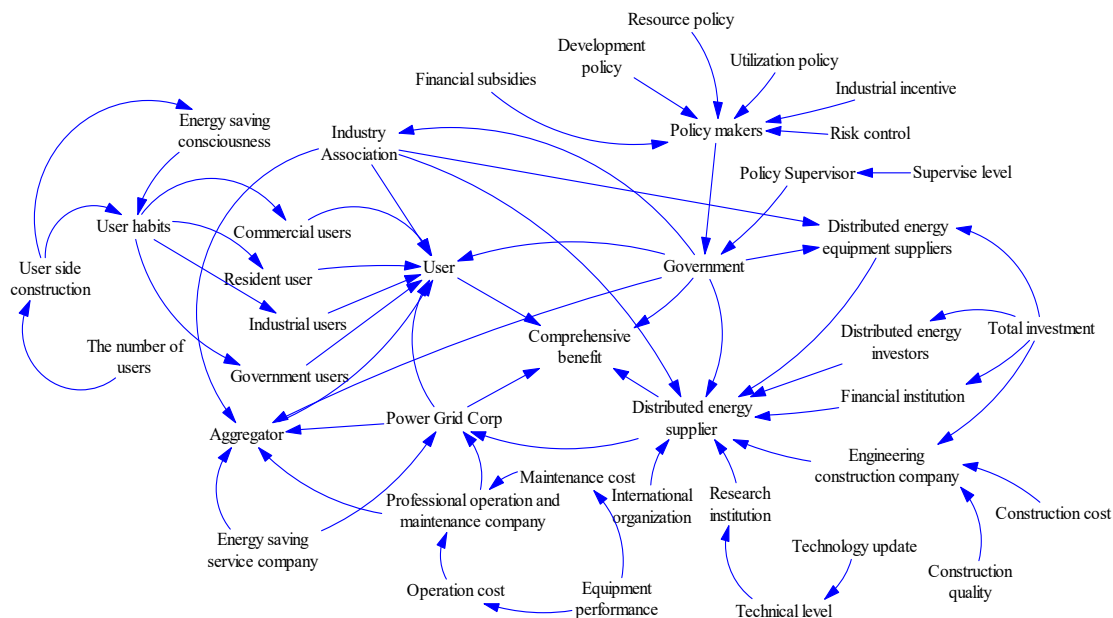 Resource policy
Development
policy
Utilization policy
Financial subsidies
Industrial incentive
Energy saving
consciousness
Industry
Association
Policy makers
Risk control
Policy Supervisor
Supervise level
User habits
Commercial users
Distributed energy
equipment suppliers
User side
construction
Resident user
User
Government
Industrial users
Comprehensive
benefit
Distributed energy
investors
Total investment
The number of
users
Government users
Financial institution
Aggregator
Power Grid Corp
Distributed energy
supplier
Engineering
construction company
Maintenance cost
Professional operation and
maintenance company
International
organization
Research
institution
Construction cost
Energy saving
service company
Technology update
Operation cost
Equipment
performance
Technical level
Construction
quality